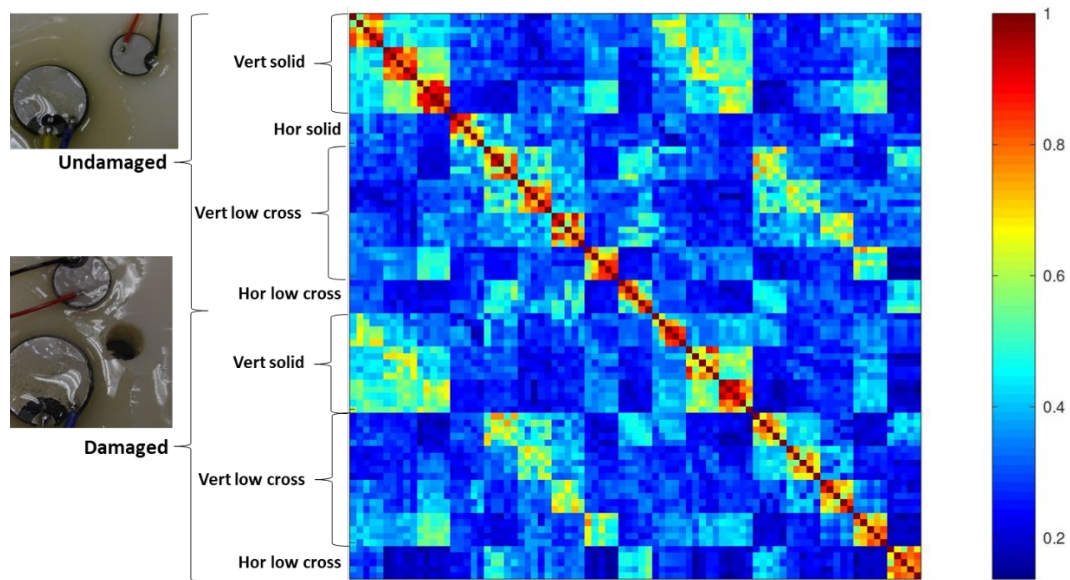 Vert solid
Hor solid
Undamaged
Vert low cross
Hor low cross
Vert solid
Damaged
Vert low cross
Hor low cross
1
0.8
0.6
0.4
0.2